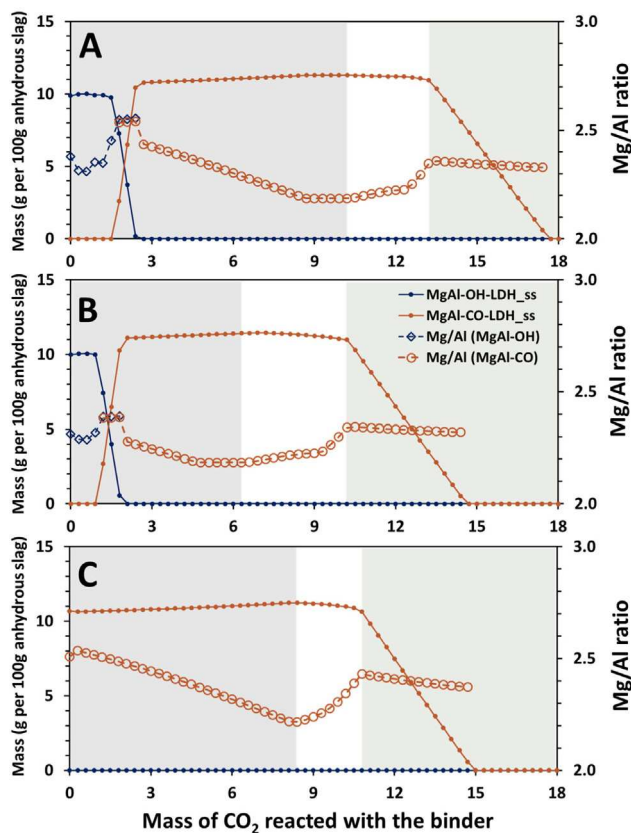 A
15
10
5
0
3.0
2.5
2.0
0 3 6 9 12 15 18
Mass (g per 100g anhydrous slag)
Mg/Al ratio
B
MgAl-OH-LDH_ss
MgAl-CO-LDH_ss
Mg/Al (MgAl-OH)
Mg/Al (MgAl-CO)
15
10
5
0
3.0
2.5
2.0
0 3 6 9 12 15 18
Mass (g per 100g anhydrous slag)
Mg/Al ratio
C
15
10
5
0
3.0
2.5
2.0
0 3 6 9 12 15 18
Mass (g per 100g anhydrous slag)
Mg/Al ratio
Mass of CO₂ reacted with the binder